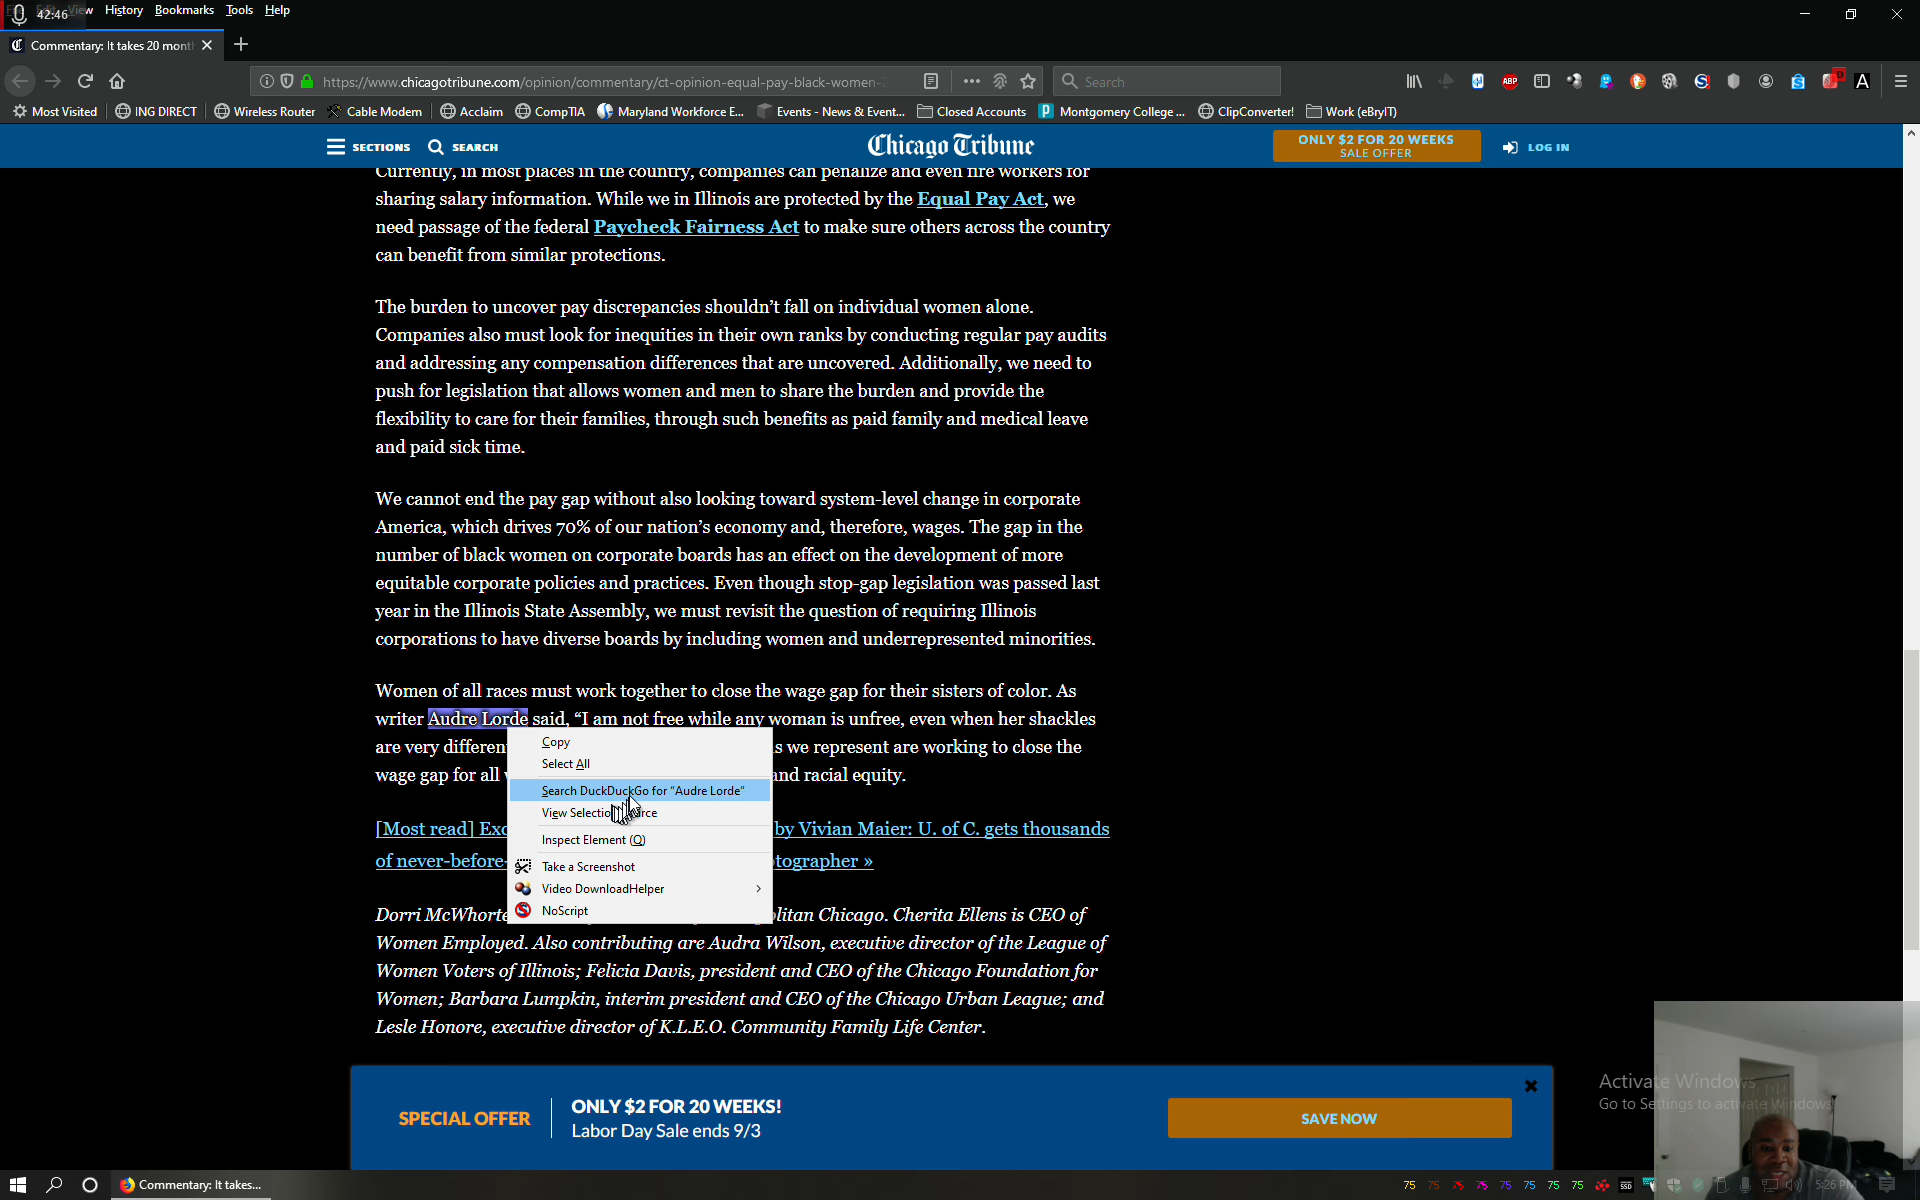 42:46
View History Bookmarks Tools Help
Commentary: It takes 20 mont
https://www.chicagotribune.com/opinion/commentary/ct-opinion-equal-pay-black-women-
Search
Most Visited ING DIRECT Wireless Router Cable Modem Acclaim CompTIA Maryland Workforce E... Events - News & Event... Closed Accounts Montgomery College ... ClipConverter! Work (eBryIT)
SECTIONS SEARCH Chicago Tribune ONLY $2 FOR 20 WEEKS
SALE OFFER
LOG IN
Currently, in most places in the country, companies can penalize and even fire workers for
sharing salary information. While we in Illinois are protected by the Equal Pay Act, we
need passage of the federal Paycheck Fairness Act to make sure others across the country
can benefit from similar protections.
The burden to uncover pay discrepancies shouldn't fall on individual women alone.
Companies also must look for inequities in their own ranks by conducting regular pay audits
and addressing any compensation differences that are uncovered. Additionally, we need to
push for legislation that allows women and men to share the burden and provide the
flexibility to care for their families, through such benefits as paid family and medical leave
and paid sick time.
We cannot end the pay gap without also looking toward system-level change in corporate
America, which drives 70% of our nation's economy and, therefore, wages. The gap in the
number of black women on corporate boards has an effect on the development of more
equitable corporate policies and practices. Even though stop-gap legislation was passed last
year in the Illinois State Assembly, we must revisit the question of requiring Illinois
corporations to have diverse boards by including women and underrepresented minorities.
Women of all races must work together to close the wage gap for their sisters of color. As
writer Audre Lorde said, “I am not free while any woman is unfree, even when her shackles
are very differen s we represent are working to close the
wage gap for all and racial equity.
Copy
Select All
Search DuckDuckGo for “Audre Lorde”
View Selectio rce
Inspect Element (Q)
Take a Screenshot
Video DownloadHelper
NoScript
[Most read] Exc by Vivian Maier: U. of C. gets thousands
of never-before- tographer »
Dorri McWhorte litan Chicago. Cherita Ellens is CEO of
Women Employed. Also contributing are Audra Wilson, executive director of the League of
Women Voters of Illinois; Felicia Davis, president and CEO of the Chicago Foundation for
Women; Barbara Lumpkin, interim president and CEO of the Chicago Urban League; and
Lesle Honore, executive director of K.L.E.O. Community Family Life Center.
SPECIAL OFFER
ONLY $2 FOR 20 WEEKS!
Labor Day Sale ends 9/3
SAVE NOW
Activate Windows
Go to Settings to activate Windows.
Commentary: It takes...
75 75 75 75 75 75 75 75 SSD 5:26 PM